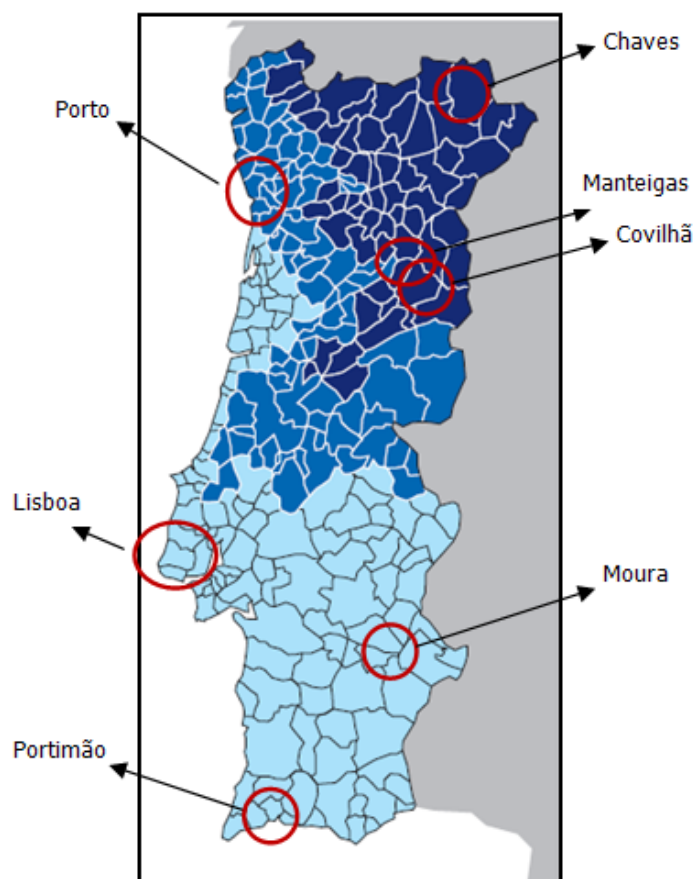 Chaves
Porto
Manteigas
Covilhã
Lisboa
Moura
Portimão